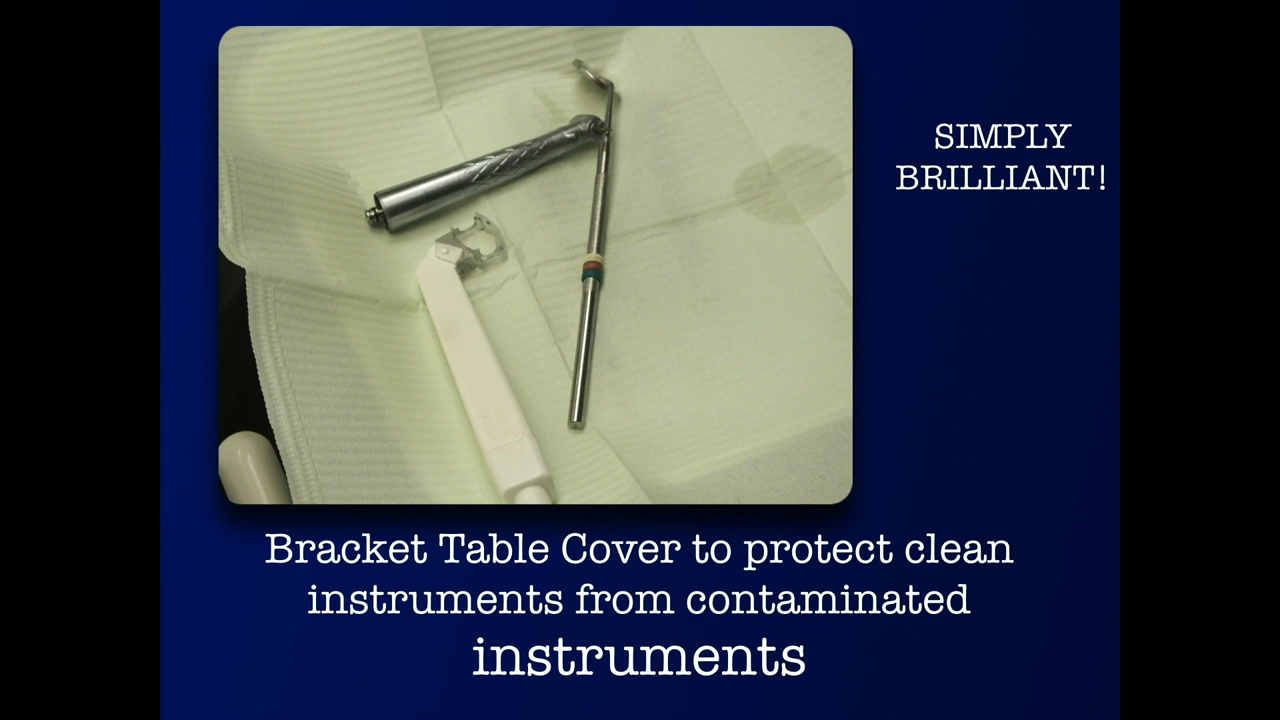 SIMPLY
BRILLIANT!
Bracket Table Cover to protect clean
instruments from contaminated
instruments